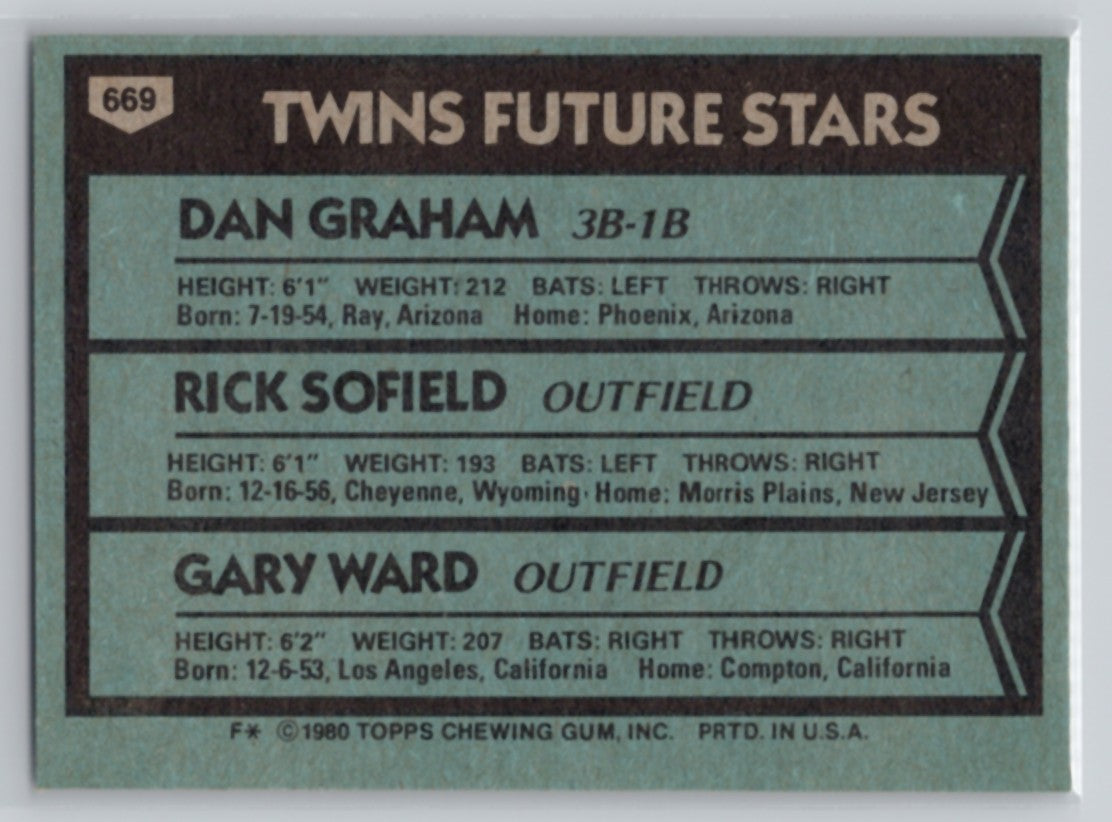 669
TWINS FUTURE STARS
DAN GRAHAM 3B-1B
HEIGHT: 6'1" WEIGHT: 212 BATS: LEFT THROWS: RIGHT
Born: 7-19-54, Ray, Arizona Home: Phoenix, Arizona
RICK SOFIELD OUTFIELD
HEIGHT: 6'1" WEIGHT: 193 BATS: LEFT THROWS: RIGHT
Born: 12-16-56, Cheyenne, Wyoming · Home: Morris Plains, New Jersey
GARY WARD OUTFIELD
HEIGHT: 6'2" WEIGHT: 207 BATS: RIGHT THROWS: RIGHT
Born: 12-6-53, Los Angeles, California Home: Compton, California
F* ©1980 TOPPS CHEWING GUM, INC. PRTD. IN U.S.A.